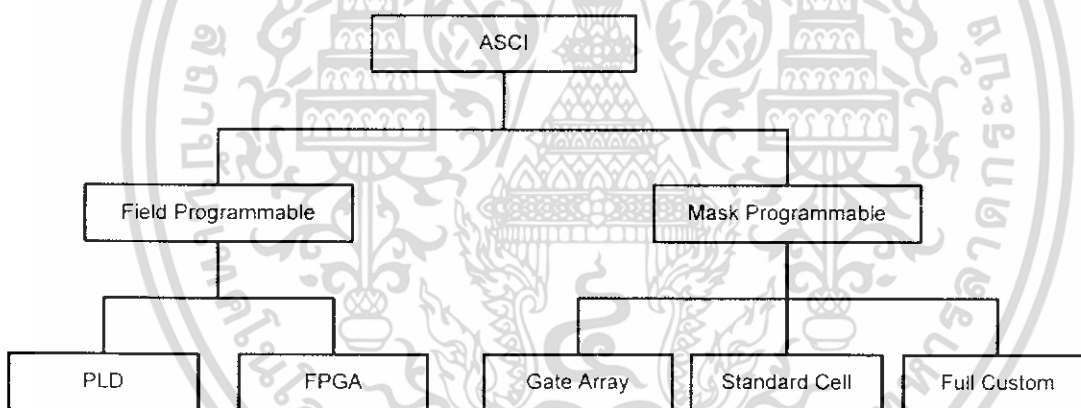 ASCI
Field Programmable
Mask Programmable
PLD
FPGA
Gate Array
Standard Cell
Full Custom